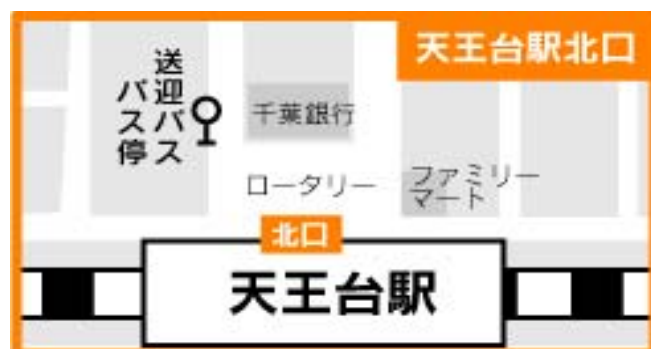 天王台駅北口
送迎バス
バス停
千葉銀行
ロータリー
ファミリー
マート
北口
天王台駅